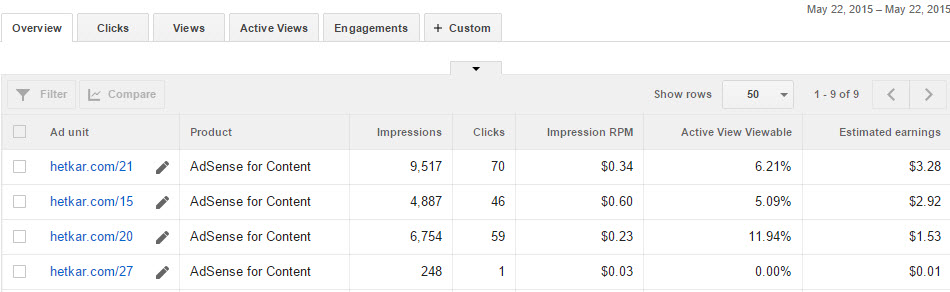 May 22, 2015 – May 22, 2015
Overview Clicks Views Active Views Engagements + Custom
Filter Compare Show rows 50 1 - 9 of 9
Ad unit Product Impressions Clicks Impression RPM Active View Viewable Estimated earnings
hetkar.com/21 AdSense for Content 9,517 70 $0.34 6.21% $3.28
hetkar.com/15 AdSense for Content 4,887 46 $0.60 5.09% $2.92
hetkar.com/20 AdSense for Content 6,754 59 $0.23 11.94% $1.53
hetkar.com/27 AdSense for Content 248 1 $0.03 0.00% $0.01